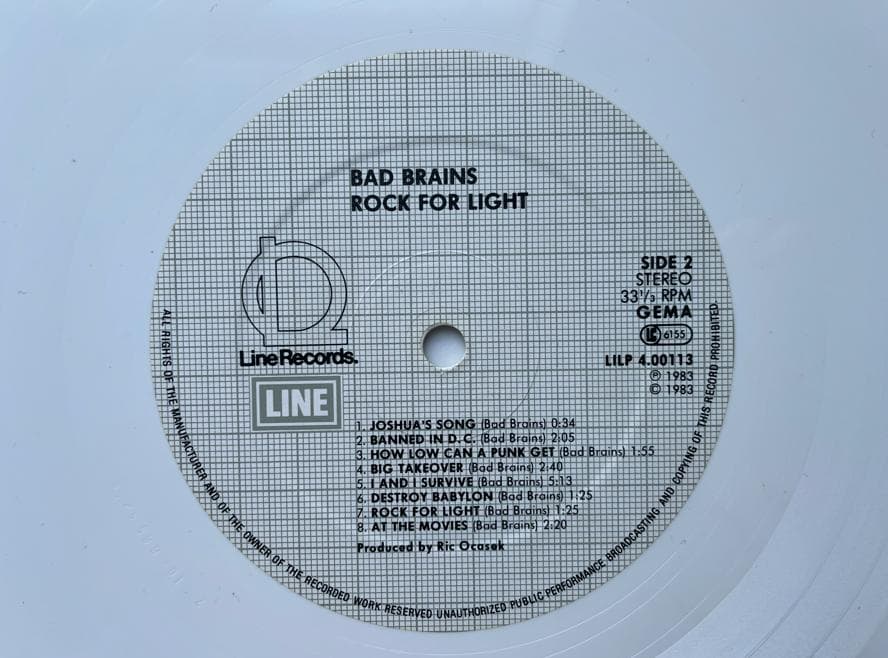 BAD BRAINS
ROCK FOR LIGHT
SIDE 2
STEREO
33 1/3 RPM
GEMA
LC 6155
LILP 4.00113
Ⓟ 1983
© 1983
Line Records.
LINE
1. JOSHUA'S SONG (Bad Brains) 0:34
2. BANNED IN D.C. (Bad Brains) 2:05
3. HOW LOW CAN A PUNK GET (Bad Brains) 1:55
4. BIG TAKEOVER (Bad Brains) 2:40
5. I AND I SURVIVE (Bad Brains) 5:13
6. DESTROY BABYLON (Bad Brains) 1:25
7. ROCK FOR LIGHT (Bad Brains) 1:25
8. AT THE MOVIES (Bad Brains) 2:20
Produced by Ric Ocasek
ALL RIGHTS OF THE MANUFACTURER AND OF THE OWNER OF THE RECORDED WORK RESERVED UNAUTHORIZED PUBLIC PERFORMANCE BROADCASTING AND COPYING OF THIS RECORD PROHIBITED.